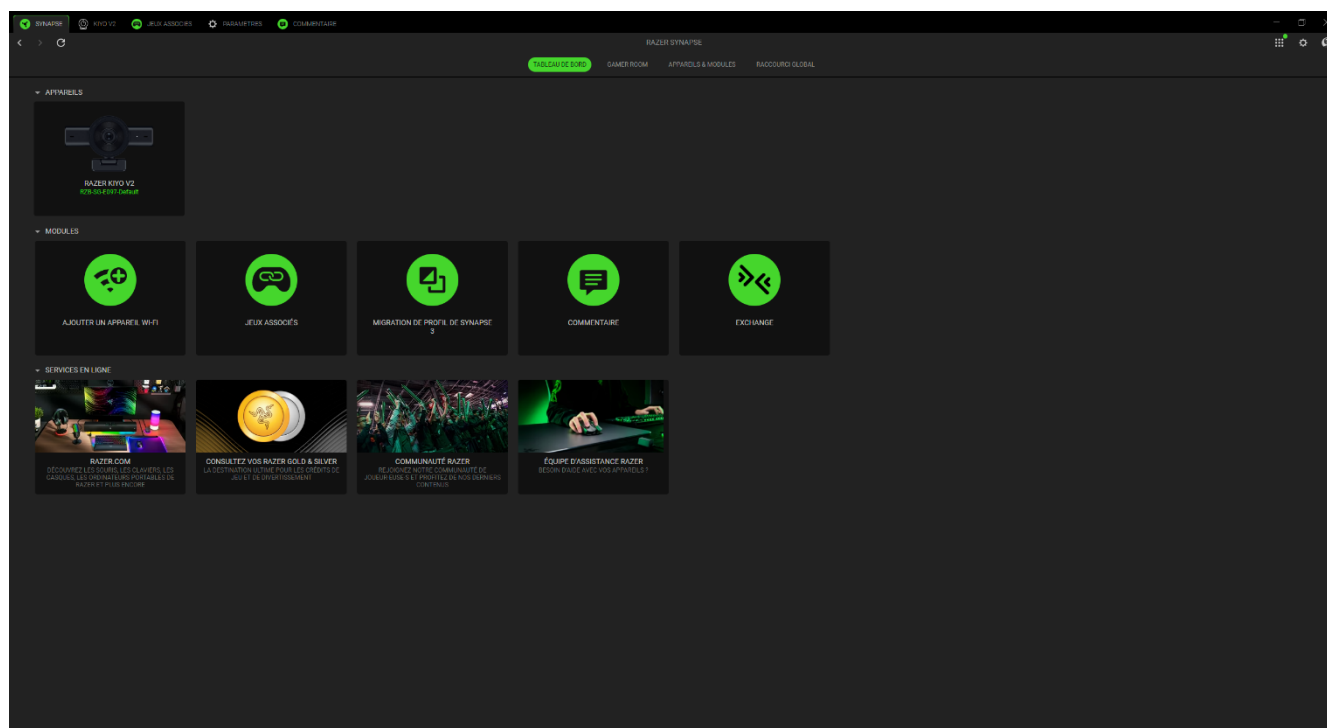 SYNAPSE
KIYO V2
JEUX ASSOCIÉS
PARAMÈTRES
COMMENTAIRE
RAZER SYNAPSE
TABLEAU DE BORD
GAMER ROOM
APPAREILS & MODULES
RACCOURCI GLOBAL
APPAREILS
RAZER KIYO V2
RZB-SG-E097-Default
MODULES
AJOUTER UN APPAREIL WI-FI
JEUX ASSOCIÉS
MIGRATION DE PROFIL DE SYNAPSE
3
COMMENTAIRE
EXCHANGE
SERVICES EN LIGNE
RAZER.COM
DÉCOUVREZ LES SOURIS, LES CLAVIERS, LES
CASQUES, LES ORDINATEURS PORTABLES DE
RAZER ET PLUS ENCORE
CONSULTEZ VOS RAZER GOLD & SILVER
LA DESTINATION ULTIME POUR LES CRÉDITS DE
JEU ET DE DIVERTISSEMENT
COMMUNAUTÉ RAZER
REJOIGNEZ NOTRE COMMUNAUTÉ DE
JOUEUR·EUSE·S ET PROFITEZ DE NOS DERNIERS
CONTENUS
ÉQUIPE D'ASSISTANCE RAZER
BESOIN D'AIDE AVEC VOS APPAREILS ?